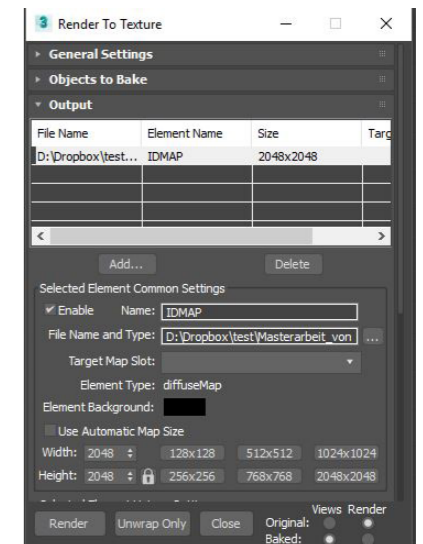 3 Render To Texture
General Settings
Objects to Bake
Output
File Name Element Name Size Targ
D:\Dropbox\test... IDMAP 2048x2048
Add... Delete
Selected Element Common Settings
Enable Name: IDMAP
File Name and Type: D:\Dropbox\test\Masterarbeit_von ...
Target Map Slot:
Element Type: diffuseMap
Element Background:
Use Automatic Map Size
Width: 2048 128x128 512x512 1024x1024
Height: 2048 256x256 768x768 2048x2048
Views Render
Render Unwrap Only Close Original:
Baked: